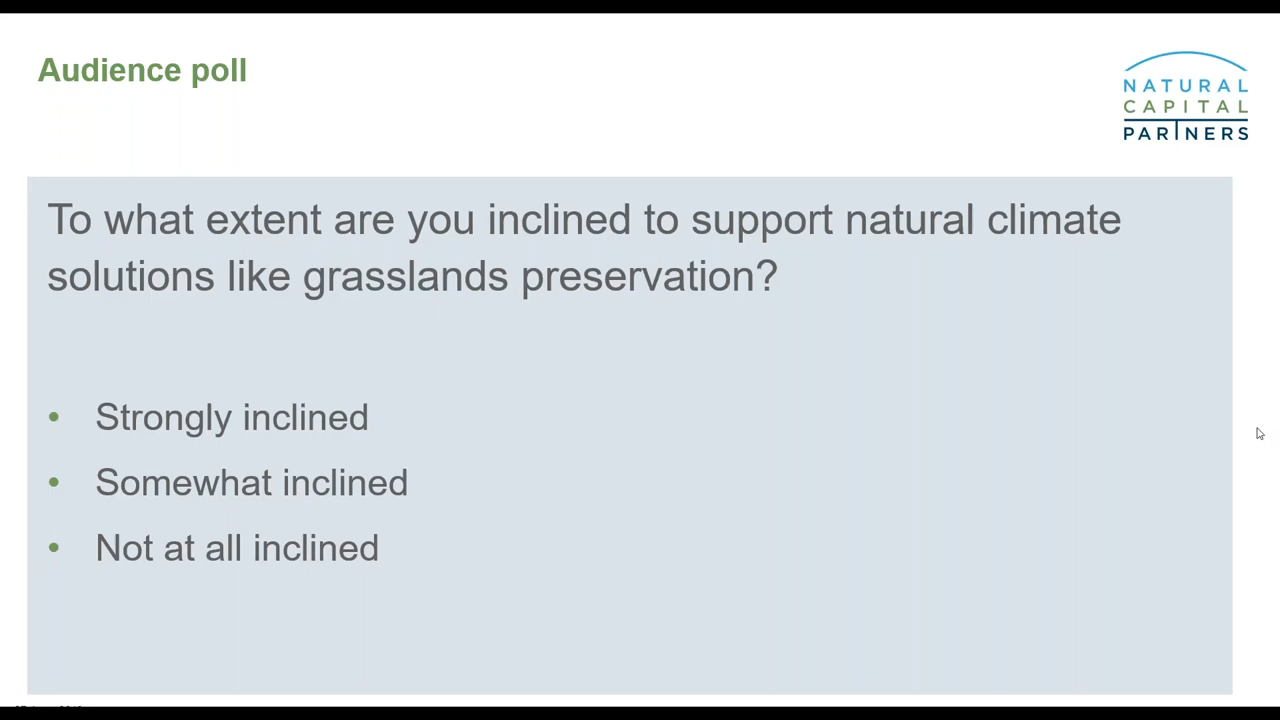 Audience poll
NATURAL
CAPITAL
PARTNERS
To what extent are you inclined to support natural climate
solutions like grasslands preservation?
• Strongly inclined
• Somewhat inclined
• Not at all inclined